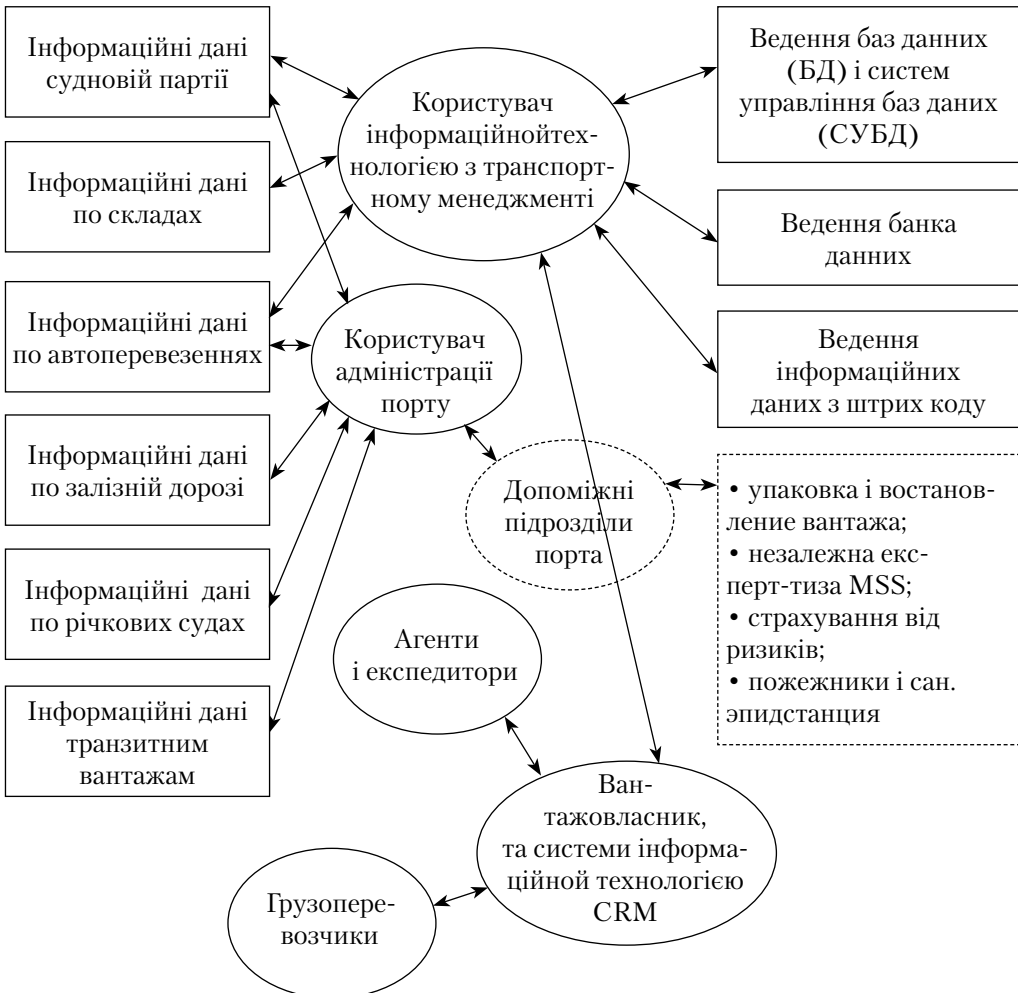 Інформаційні дані
судновій партії
Інформаційні дані
по складах
Інформаційні дані
по автоперевезеннях
Інформаційні дані
по залізній дорозі
Інформаційні дані
по річкових судах
Інформаційні дані
транзитним
вантажам
Користувач
інформаційнойтех-
нологією з транспорт-
ному менеджменті
Користувач
адміністрації
порту
Допоміжні
підрозділи
порта
Агенти
і експедитори
Ван-
тажовласник,
та системи інформа-
ційной технологією
CRM
Грузопере-
возчики
Ведення баз данних
(БД) і систем
управління баз даних
(СУБД)
Ведення банка
данних
Ведення
інформаційних
даних з штрих коду
• упаковка і востанов-
ление вантажа;
• незалежна екс-
перт-тиза MSS;
• страхування від
ризиків;
• пожежники і сан.
эпидстанция